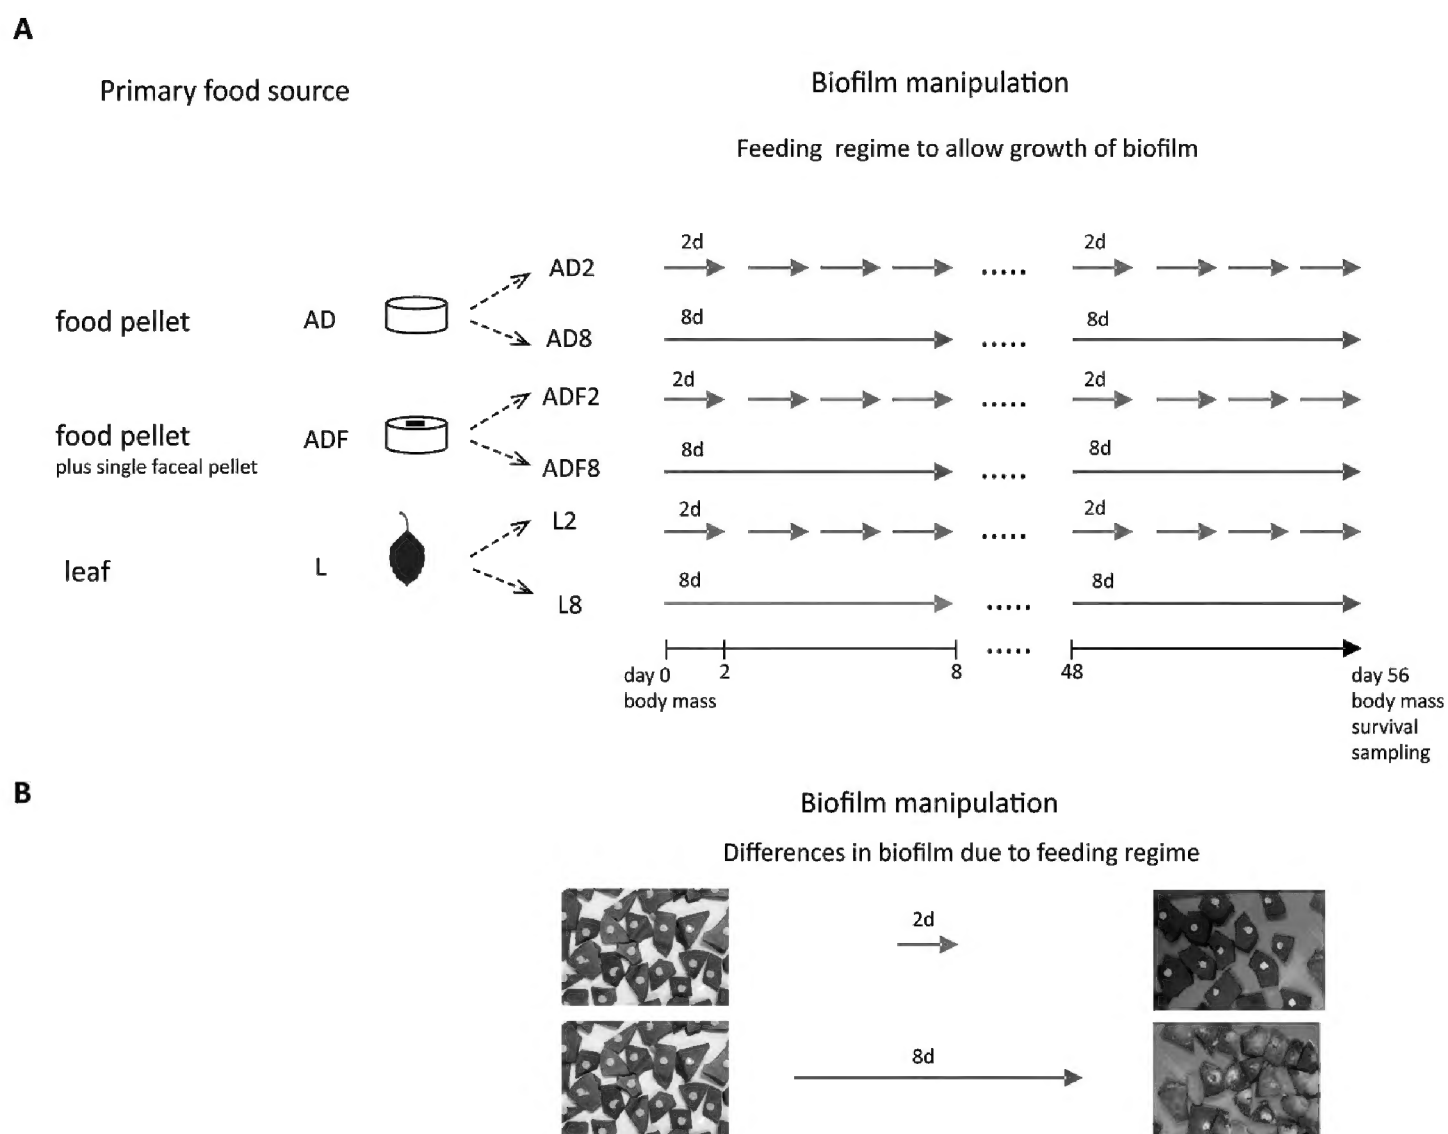 A
Primary food source
Biofilm manipulation
Feeding regime to allow growth of biofilm
food pellet
AD
AD2
2d
.....
2d
AD8
8d
.....
8d
food pellet
plus single faceal pellet
ADF
ADF2
2d
.....
2d
ADF8
8d
.....
8d
leaf
L
L2
2d
.....
2d
L8
8d
.....
8d
day 0
body mass
2
8
.....
48
day 56
body mass
survival
sampling
B
Biofilm manipulation
Differences in biofilm due to feeding regime
2d
8d